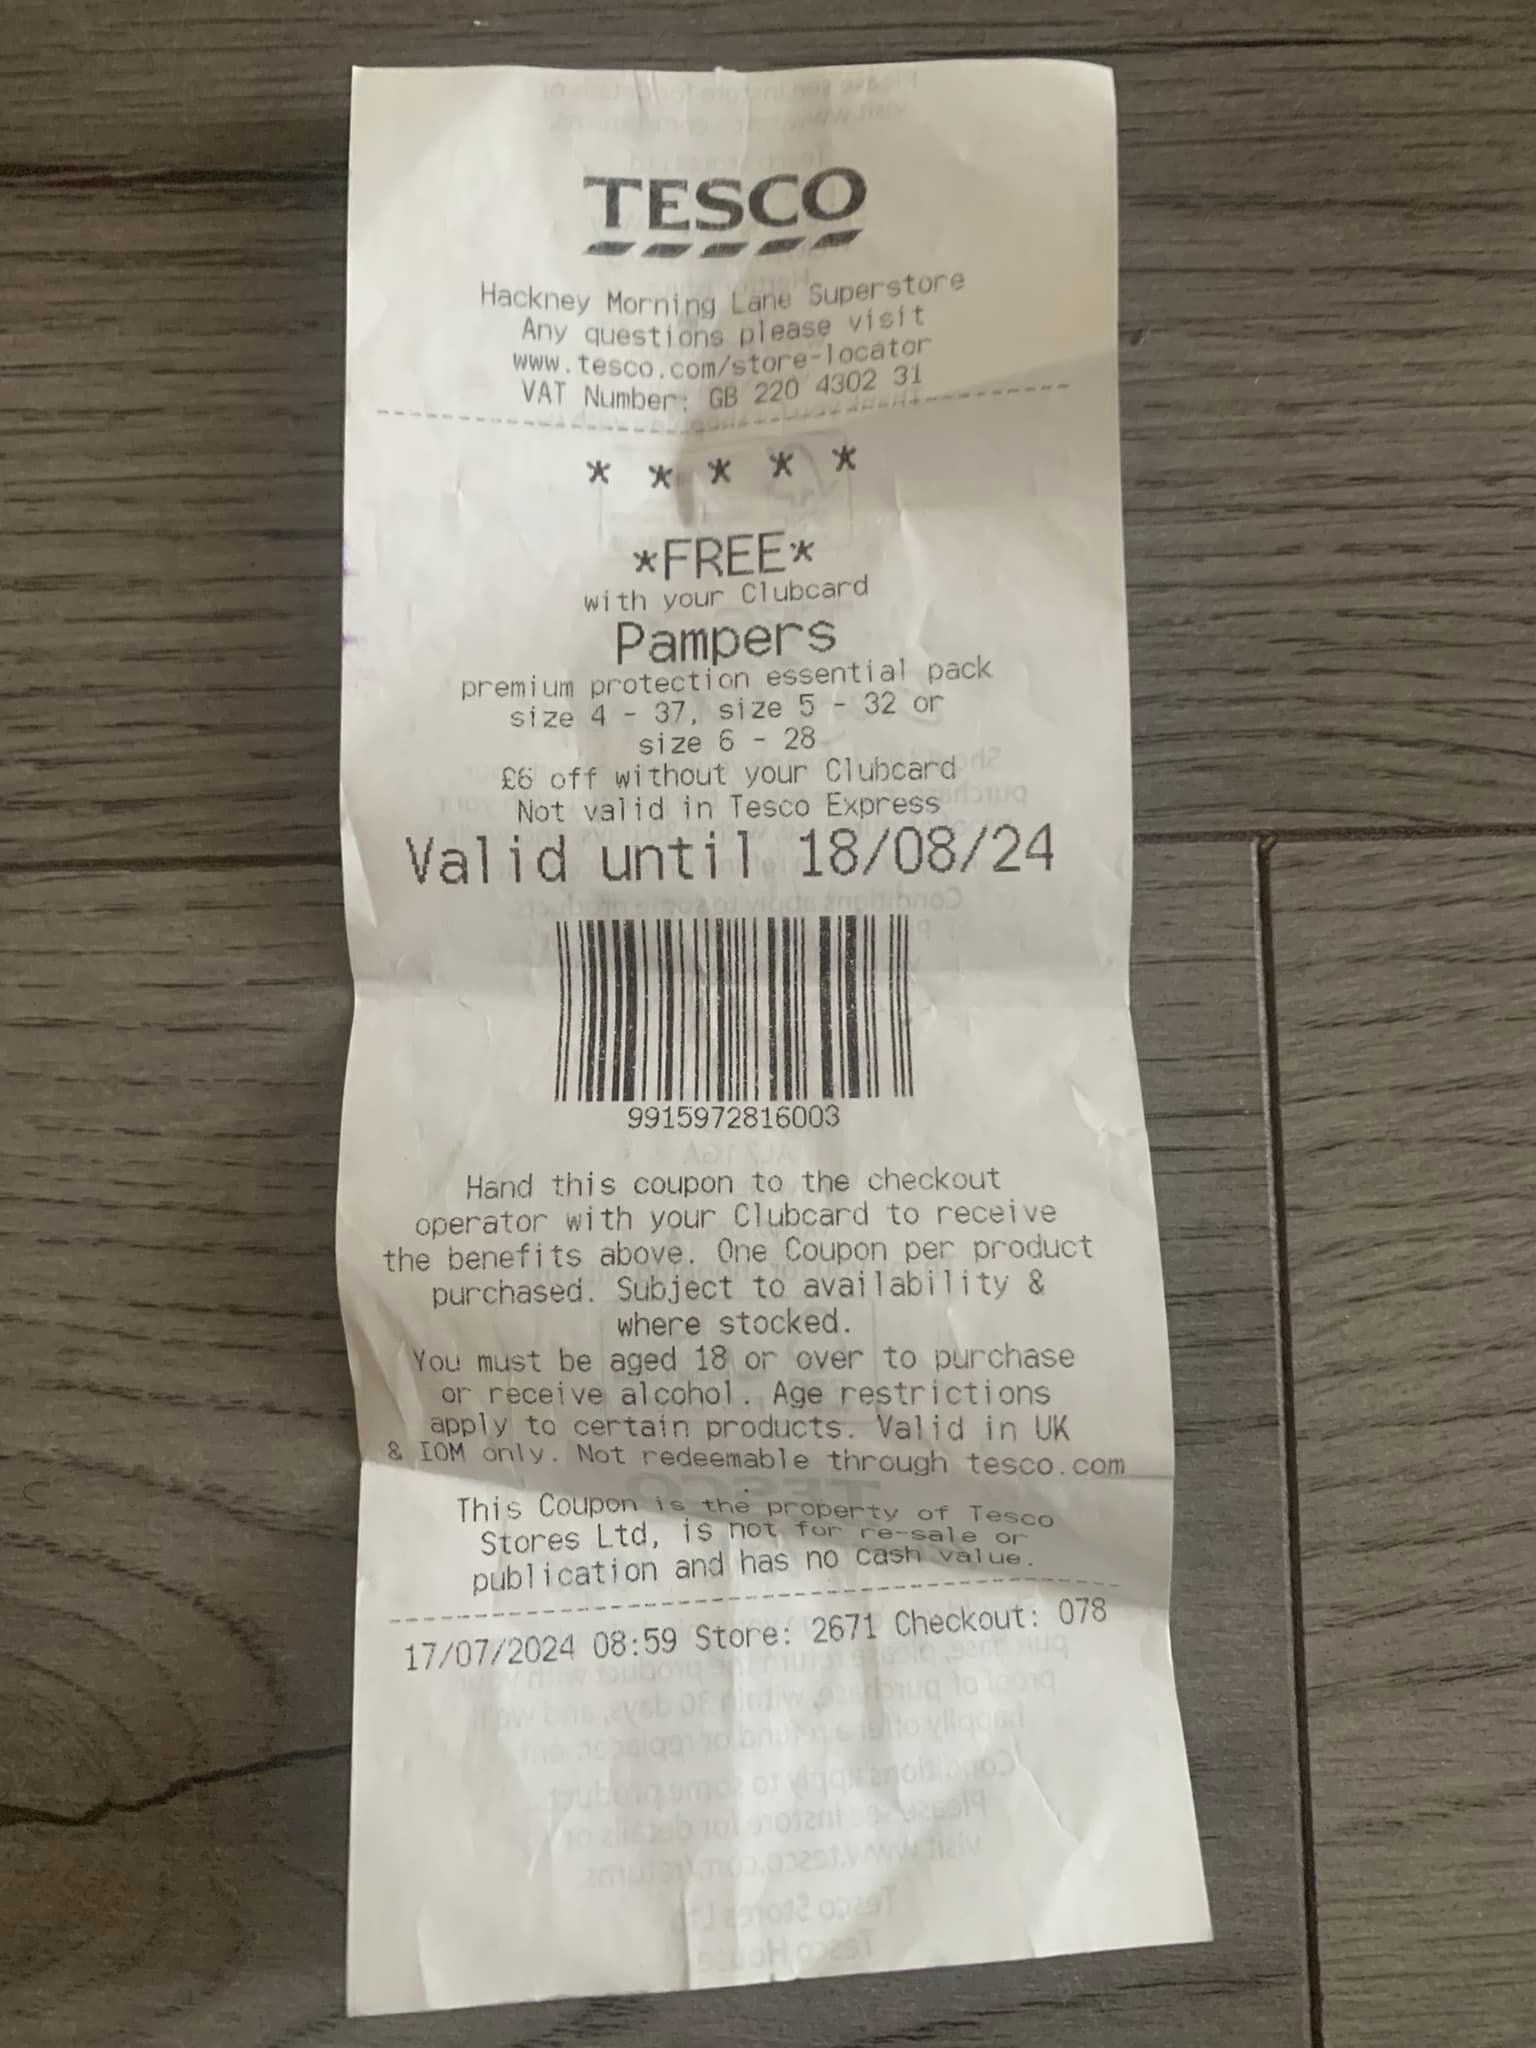 TESCO
Hackney Morning Lane Superstore
Any questions please visit
www.tesco.com/store-locator
VAT Number: GB 220 4302 31
* * * * *
*FREE*
with your Clubcard
Pampers
premium protection essential pack
size 4 - 37, size 5 - 32 or
size 6 - 28
£6 off without your Clubcard
Not valid in Tesco Express
Valid until 18/08/24
9915972816003
Hand this coupon to the checkout
operator with your Clubcard to receive
the benefits above. One Coupon per product
purchased. Subject to availability &
where stocked.
You must be aged 18 or over to purchase
or receive alcohol. Age restrictions
apply to certain products. Valid in UK
& IOM only. Not redeemable through tesco.com
This Coupon is the property of Tesco
Stores Ltd, is not for re-sale or
publication and has no cash value.
17/07/2024 08:59 Store: 2671 Checkout: 078